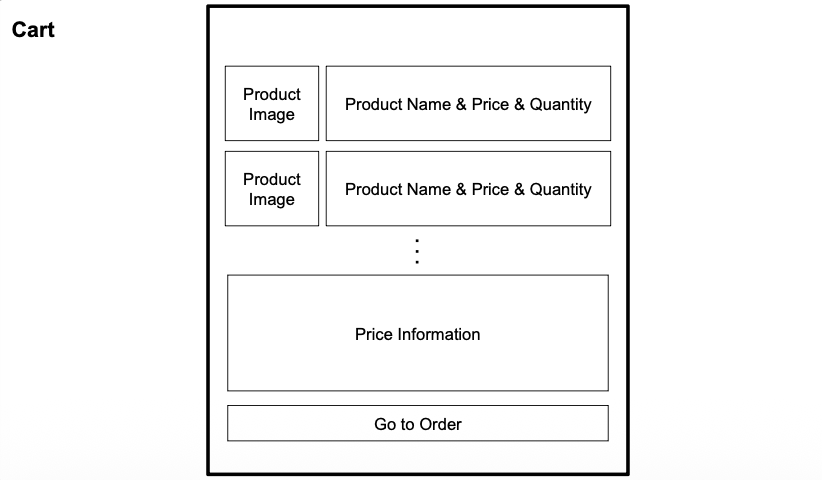 Cart
Product
Image
Product Name & Price & Quantity
Product
Image
Product Name & Price & Quantity
Price Information
Go to Order